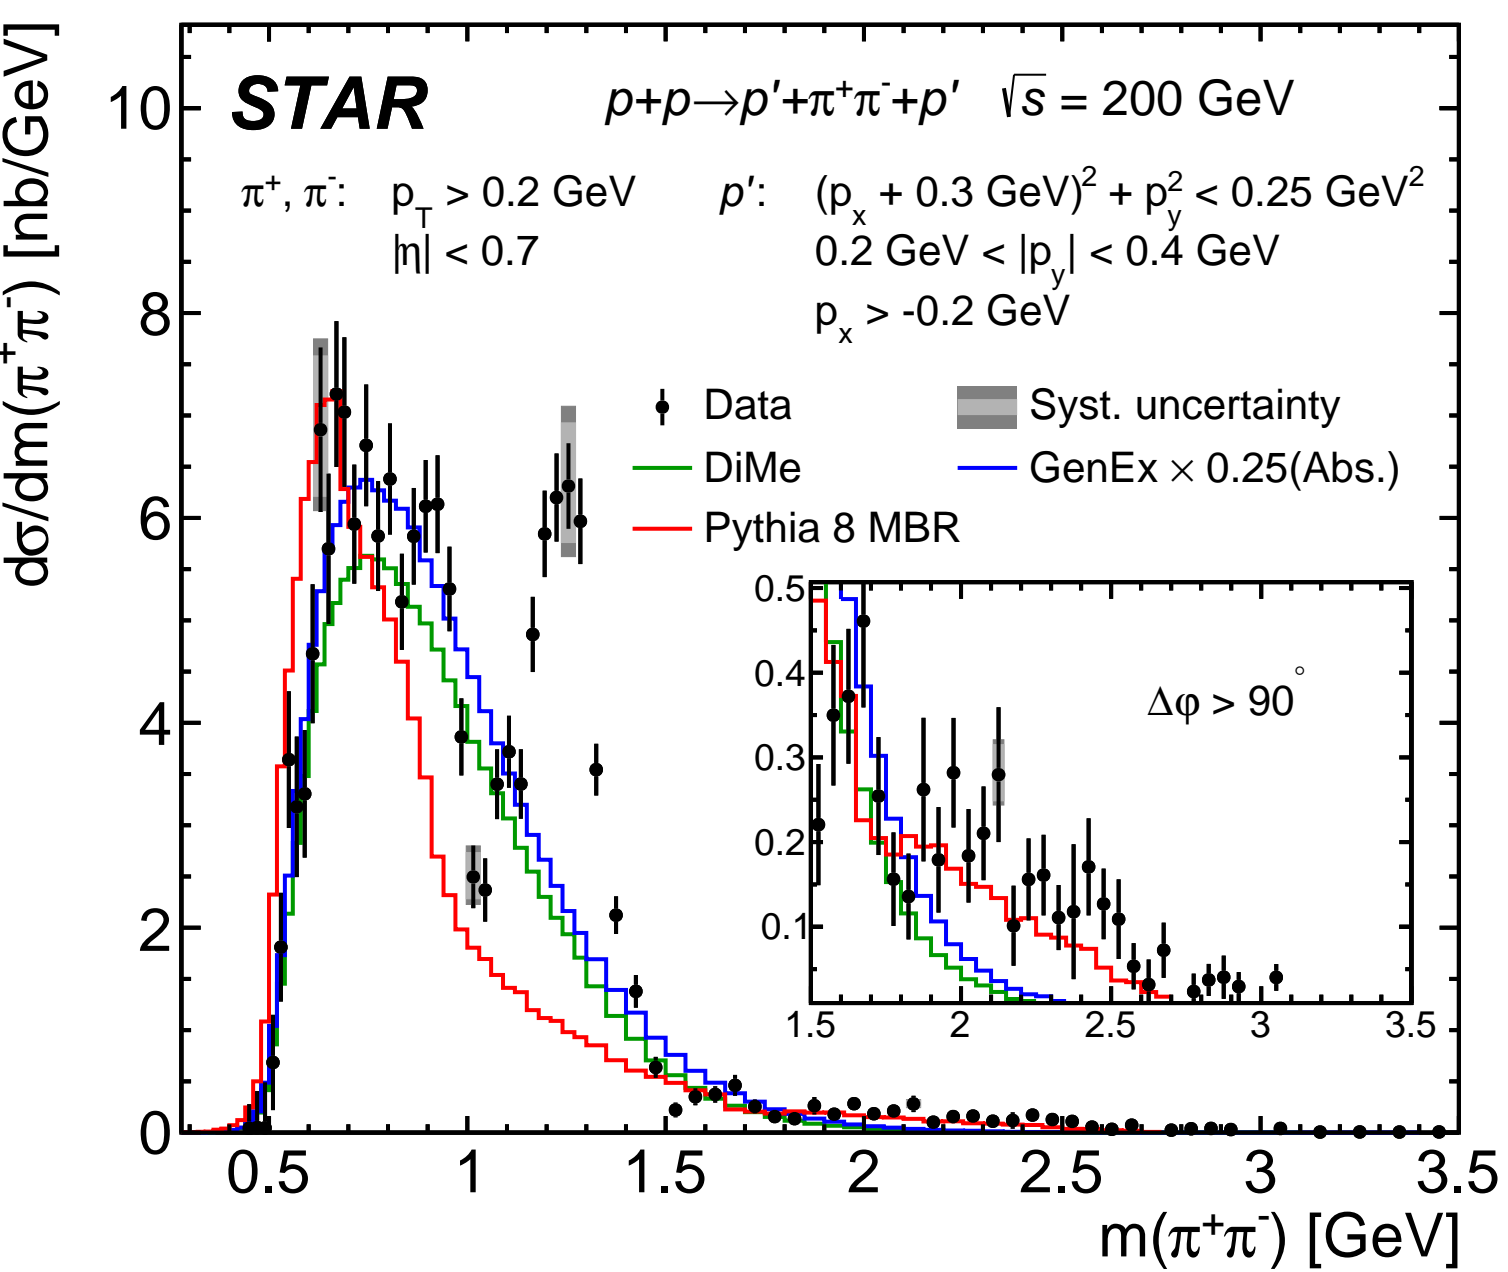 dσ/dm(π⁺π⁻) [nb/GeV]
STAR p+p→p′+π⁺π⁻+p′ √s = 200 GeV
π⁺, π⁻: p_T > 0.2 GeV p′: (p_x + 0.3 GeV)² + p_y² < 0.25 GeV²
|η| < 0.7 0.2 GeV < |p_y| < 0.4 GeV
p_x > -0.2 GeV
Data Syst. uncertainty
DiMe GenEx × 0.25(Abs.)
Pythia 8 MBR
10
8
6
4
2
0
0.5 1 1.5 2 2.5 3 3.5
m(π⁺π⁻) [GeV]
Δφ > 90°
0.5
0.4
0.3
0.2
0.1
1.5 2 2.5 3 3.5